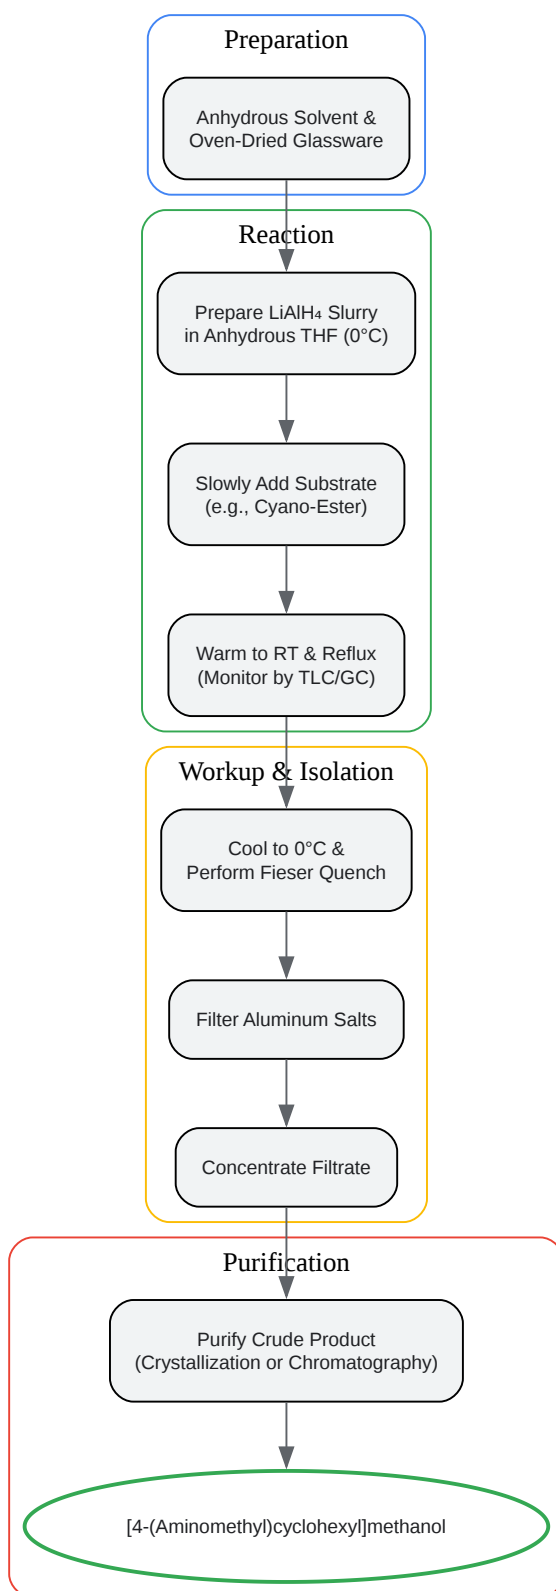 Preparation
Anhydrous Solvent &
Oven-Dried Glassware
Reaction
Prepare LiAlH₄ Slurry
in Anhydrous THF (0°C)
Slowly Add Substrate
(e.g., Cyano-Ester)
Warm to RT & Reflux
(Monitor by TLC/GC)
Workup & Isolation
Cool to 0°C &
Perform Fieser Quench
Filter Aluminum Salts
Concentrate Filtrate
Purification
Purify Crude Product
(Crystallization or Chromatography)
[4-(Aminomethyl)cyclohexyl]methanol